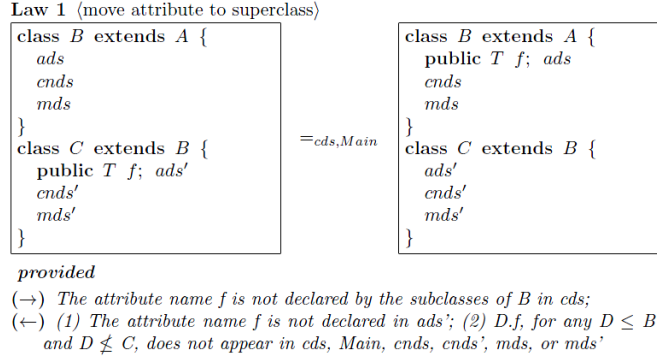 Law 1 ⟨move attribute to superclass⟩
class B extends A {
ads
cnds
mds
}
class C extends B {
public T f; ads′
cnds′
mds′
}
=cds,Main
class B extends A {
public T f; ads
cnds
mds
}
class C extends B {
ads′
cnds′
mds′
}
provided
(→) The attribute name f is not declared by the subclasses of B in cds;
(←) (1) The attribute name f is not declared in ads'; (2) D.f, for any D ≤ B
and D ≰ C, does not appear in cds, Main, cnds, cnds', mds, or mds'